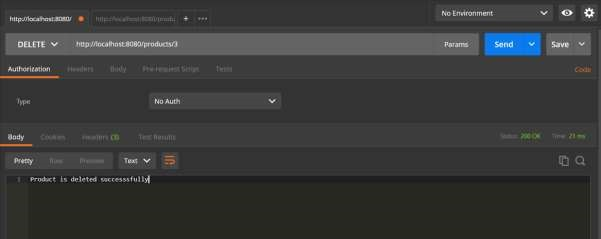 http://localhost:8080/ http://localhost:8080/produ + ••• No Environment
DELETE http://localhost:8080/products/3 Params Send Save
Authorization Headers Body Pre-request Script Tests Code
Type No Auth
Body Cookies Headers (3) Test Results Status: 200 OK Time: 21 ms
Pretty Raw Preview Text
1 Product is deleted successsfully